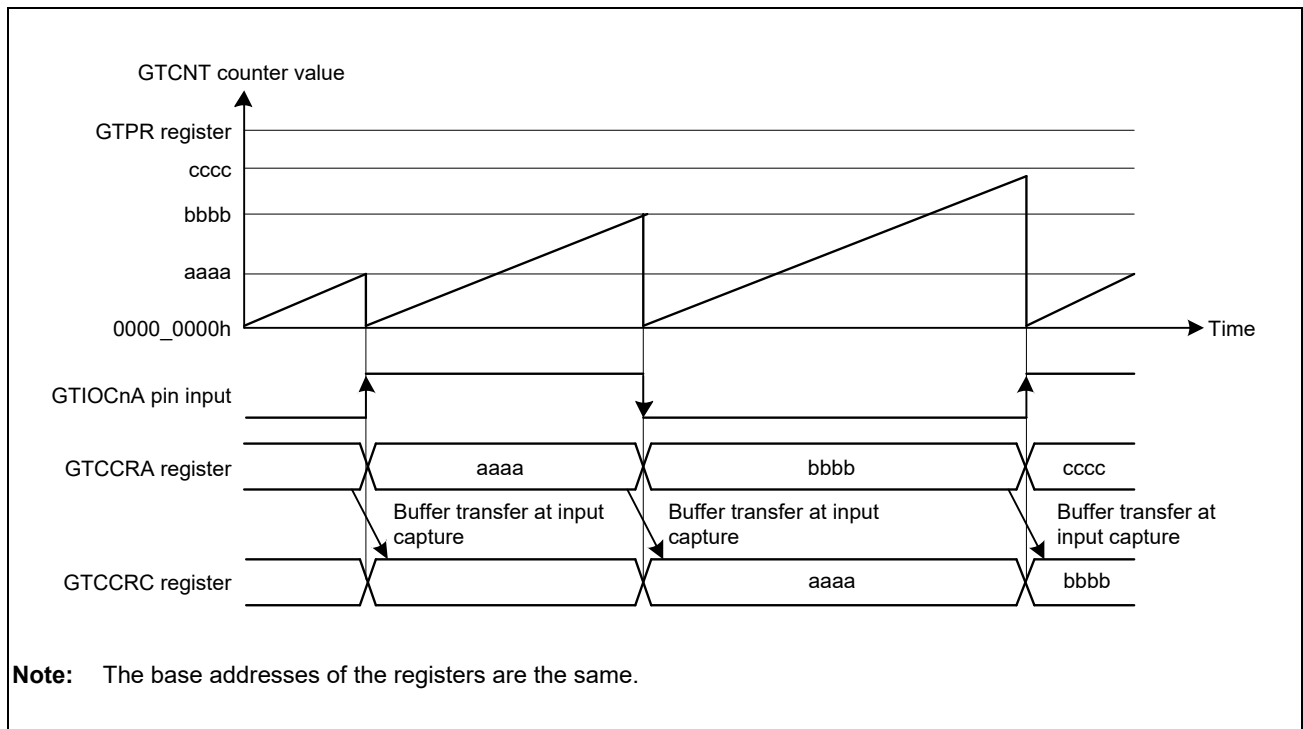 GTCNT counter value
GTPR register
cccc
bbbb
aaaa
0000_0000h
Time
GTIOCnA pin input
GTCCRA register
aaaa
bbbb
cccc
Buffer transfer at input
capture
Buffer transfer at input
capture
Buffer transfer at
input capture
GTCCRC register
aaaa
bbbb
Note: The base addresses of the registers are the same.